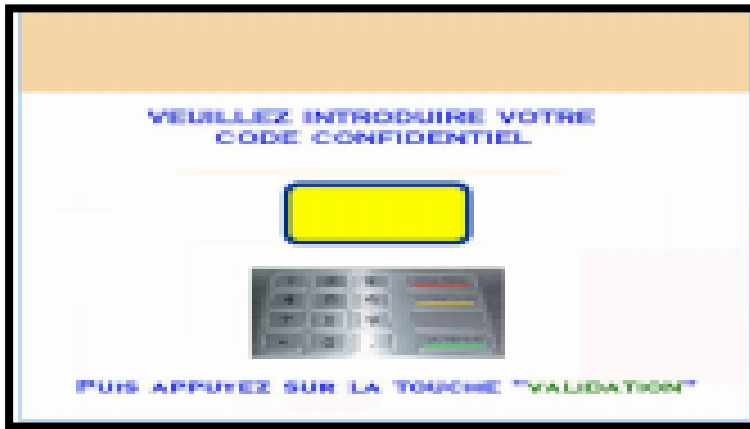 VEUILLEZ INTRODUIRE VOTRE
CODE CONFIDENTIEL
PUIS APPUYEZ SUR LA TOUCHE "VALIDATION"